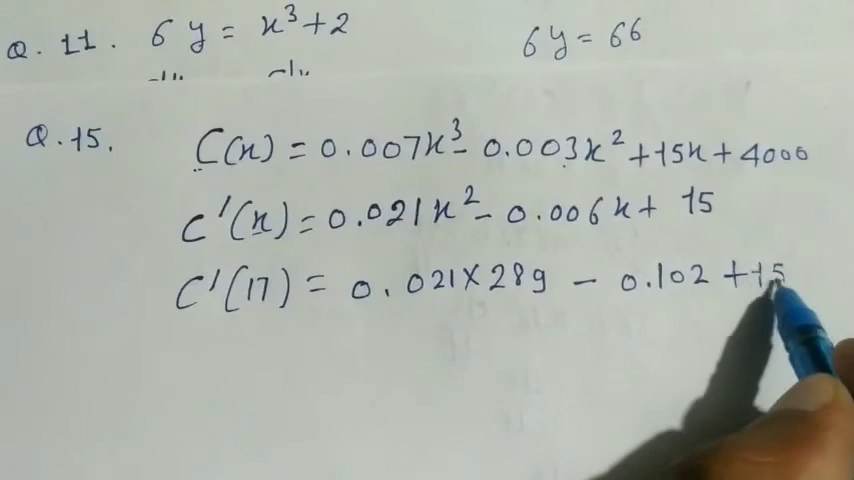 Q. 11. 6y = x³+2 6y = 66
Q.15. C(x) = 0.007x³- 0.003x²+15x+4000
C'(x) = 0.021x²- 0.006x+ 15
C'(17) = 0.021×289 - 0.102 +15